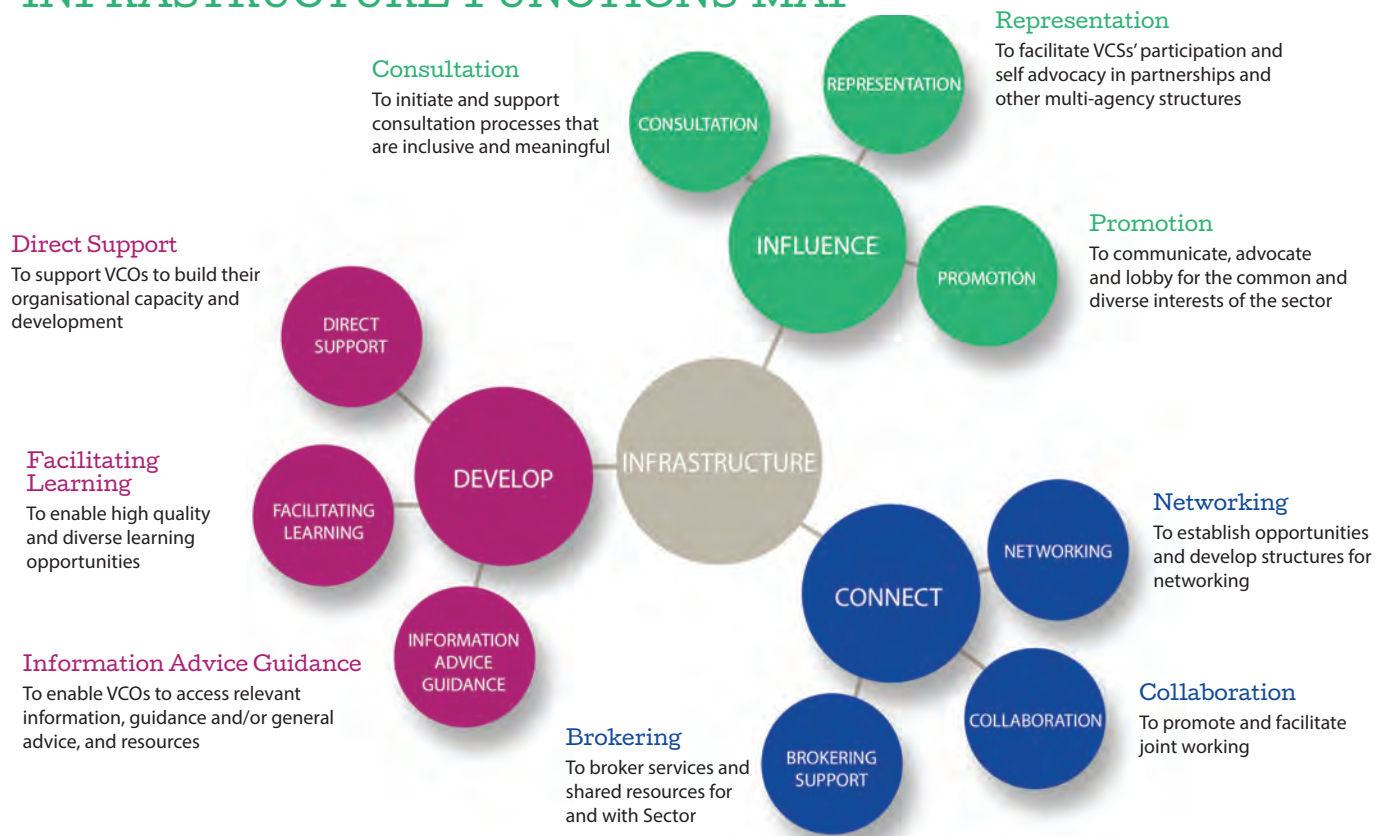 INFRASTRUCTURE FUNCTIONS MAP
Representation
To facilitate VCSs' participation and
self advocacy in partnerships and
other multi-agency structures
Consultation
To initiate and support
consultation processes that
are inclusive and meaningful
REPRESENTATION
CONSULTATION
INFLUENCE
PROMOTION
Promotion
To communicate, advocate
and lobby for the common and
diverse interests of the sector
Direct Support
To support VCOs to build their
organisational capacity and
development
DIRECT
SUPPORT
Facilitating
Learning
To enable high quality
and diverse learning
opportunities
FACILITATING
LEARNING
DEVELOP
INFRASTRUCTURE
Information Advice Guidance
To enable VCOs to access relevant
information, guidance and/or general
advice, and resources
INFORMATION
ADVICE
GUIDANCE
CONNECT
NETWORKING
Networking
To establish opportunities
and develop structures for
networking
COLLABORATION
Collaboration
To promote and facilitate
joint working
Brokering
To broker services and
shared resources for
and with Sector
BROKERING
SUPPORT